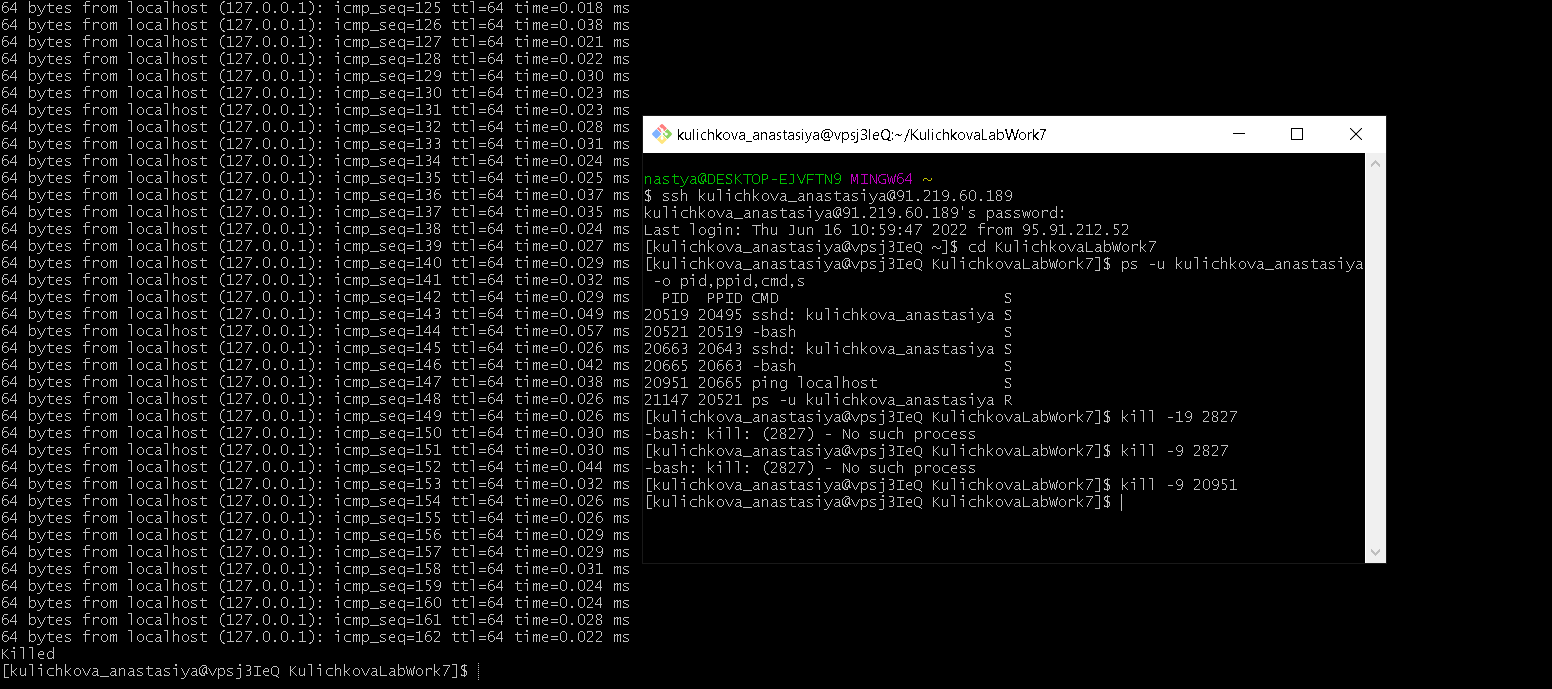 64 bytes from localhost (127.0.0.1): icmp_seq=125 ttl=64 time=0.018 ms
64 bytes from localhost (127.0.0.1): icmp_seq=126 ttl=64 time=0.038 ms
64 bytes from localhost (127.0.0.1): icmp_seq=127 ttl=64 time=0.021 ms
64 bytes from localhost (127.0.0.1): icmp_seq=128 ttl=64 time=0.022 ms
64 bytes from localhost (127.0.0.1): icmp_seq=129 ttl=64 time=0.030 ms
64 bytes from localhost (127.0.0.1): icmp_seq=130 ttl=64 time=0.023 ms
64 bytes from localhost (127.0.0.1): icmp_seq=131 ttl=64 time=0.023 ms
64 bytes from localhost (127.0.0.1): icmp_seq=132 ttl=64 time=0.028 ms
64 bytes from localhost (127.0.0.1): icmp_seq=133 ttl=64 time=0.031 ms
64 bytes from localhost (127.0.0.1): icmp_seq=134 ttl=64 time=0.024 ms
64 bytes from localhost (127.0.0.1): icmp_seq=135 ttl=64 time=0.025 ms
64 bytes from localhost (127.0.0.1): icmp_seq=136 ttl=64 time=0.037 ms
64 bytes from localhost (127.0.0.1): icmp_seq=137 ttl=64 time=0.035 ms
64 bytes from localhost (127.0.0.1): icmp_seq=138 ttl=64 time=0.024 ms
64 bytes from localhost (127.0.0.1): icmp_seq=139 ttl=64 time=0.027 ms
64 bytes from localhost (127.0.0.1): icmp_seq=140 ttl=64 time=0.029 ms
64 bytes from localhost (127.0.0.1): icmp_seq=141 ttl=64 time=0.032 ms
64 bytes from localhost (127.0.0.1): icmp_seq=142 ttl=64 time=0.029 ms
64 bytes from localhost (127.0.0.1): icmp_seq=143 ttl=64 time=0.049 ms
64 bytes from localhost (127.0.0.1): icmp_seq=144 ttl=64 time=0.057 ms
64 bytes from localhost (127.0.0.1): icmp_seq=145 ttl=64 time=0.026 ms
64 bytes from localhost (127.0.0.1): icmp_seq=146 ttl=64 time=0.042 ms
64 bytes from localhost (127.0.0.1): icmp_seq=147 ttl=64 time=0.038 ms
64 bytes from localhost (127.0.0.1): icmp_seq=148 ttl=64 time=0.026 ms
64 bytes from localhost (127.0.0.1): icmp_seq=149 ttl=64 time=0.026 ms
64 bytes from localhost (127.0.0.1): icmp_seq=150 ttl=64 time=0.030 ms
64 bytes from localhost (127.0.0.1): icmp_seq=151 ttl=64 time=0.030 ms
64 bytes from localhost (127.0.0.1): icmp_seq=152 ttl=64 time=0.044 ms
64 bytes from localhost (127.0.0.1): icmp_seq=153 ttl=64 time=0.032 ms
64 bytes from localhost (127.0.0.1): icmp_seq=154 ttl=64 time=0.026 ms
64 bytes from localhost (127.0.0.1): icmp_seq=155 ttl=64 time=0.026 ms
64 bytes from localhost (127.0.0.1): icmp_seq=156 ttl=64 time=0.029 ms
64 bytes from localhost (127.0.0.1): icmp_seq=157 ttl=64 time=0.029 ms
64 bytes from localhost (127.0.0.1): icmp_seq=158 ttl=64 time=0.031 ms
64 bytes from localhost (127.0.0.1): icmp_seq=159 ttl=64 time=0.024 ms
64 bytes from localhost (127.0.0.1): icmp_seq=160 ttl=64 time=0.024 ms
64 bytes from localhost (127.0.0.1): icmp_seq=161 ttl=64 time=0.028 ms
64 bytes from localhost (127.0.0.1): icmp_seq=162 ttl=64 time=0.022 ms
Killed
[kulichkova_anastasiya@vpsj3IeQ KulichkovaLabWork7]$
kulichkova_anastasiya@vpsj3IeQ:~/KulichkovaLabWork7
nastya@DESKTOP-EJVFTN9 MINGW64 ~
$ ssh kulichkova_anastasiya@91.219.60.189
kulichkova_anastasiya@91.219.60.189's password:
Last login: Thu Jun 16 10:59:47 2022 from 95.91.212.52
[kulichkova_anastasiya@vpsj3IeQ ~]$ cd KulichkovaLabWork7
[kulichkova_anastasiya@vpsj3IeQ KulichkovaLabWork7]$ ps -u kulichkova_anastasiya
-o pid,ppid,cmd,s
PID PPID CMD S
20519 20495 sshd: kulichkova_anastasiya S
20521 20519 -bash S
20663 20643 sshd: kulichkova_anastasiya S
20665 20663 -bash S
20951 20665 ping localhost S
21147 20521 ps -u kulichkova_anastasiya R
[kulichkova_anastasiya@vpsj3IeQ KulichkovaLabWork7]$ kill -19 2827
-bash: kill: (2827) - No such process
[kulichkova_anastasiya@vpsj3IeQ KulichkovaLabWork7]$ kill -9 2827
-bash: kill: (2827) - No such process
[kulichkova_anastasiya@vpsj3IeQ KulichkovaLabWork7]$ kill -9 20951
[kulichkova_anastasiya@vpsj3IeQ KulichkovaLabWork7]$